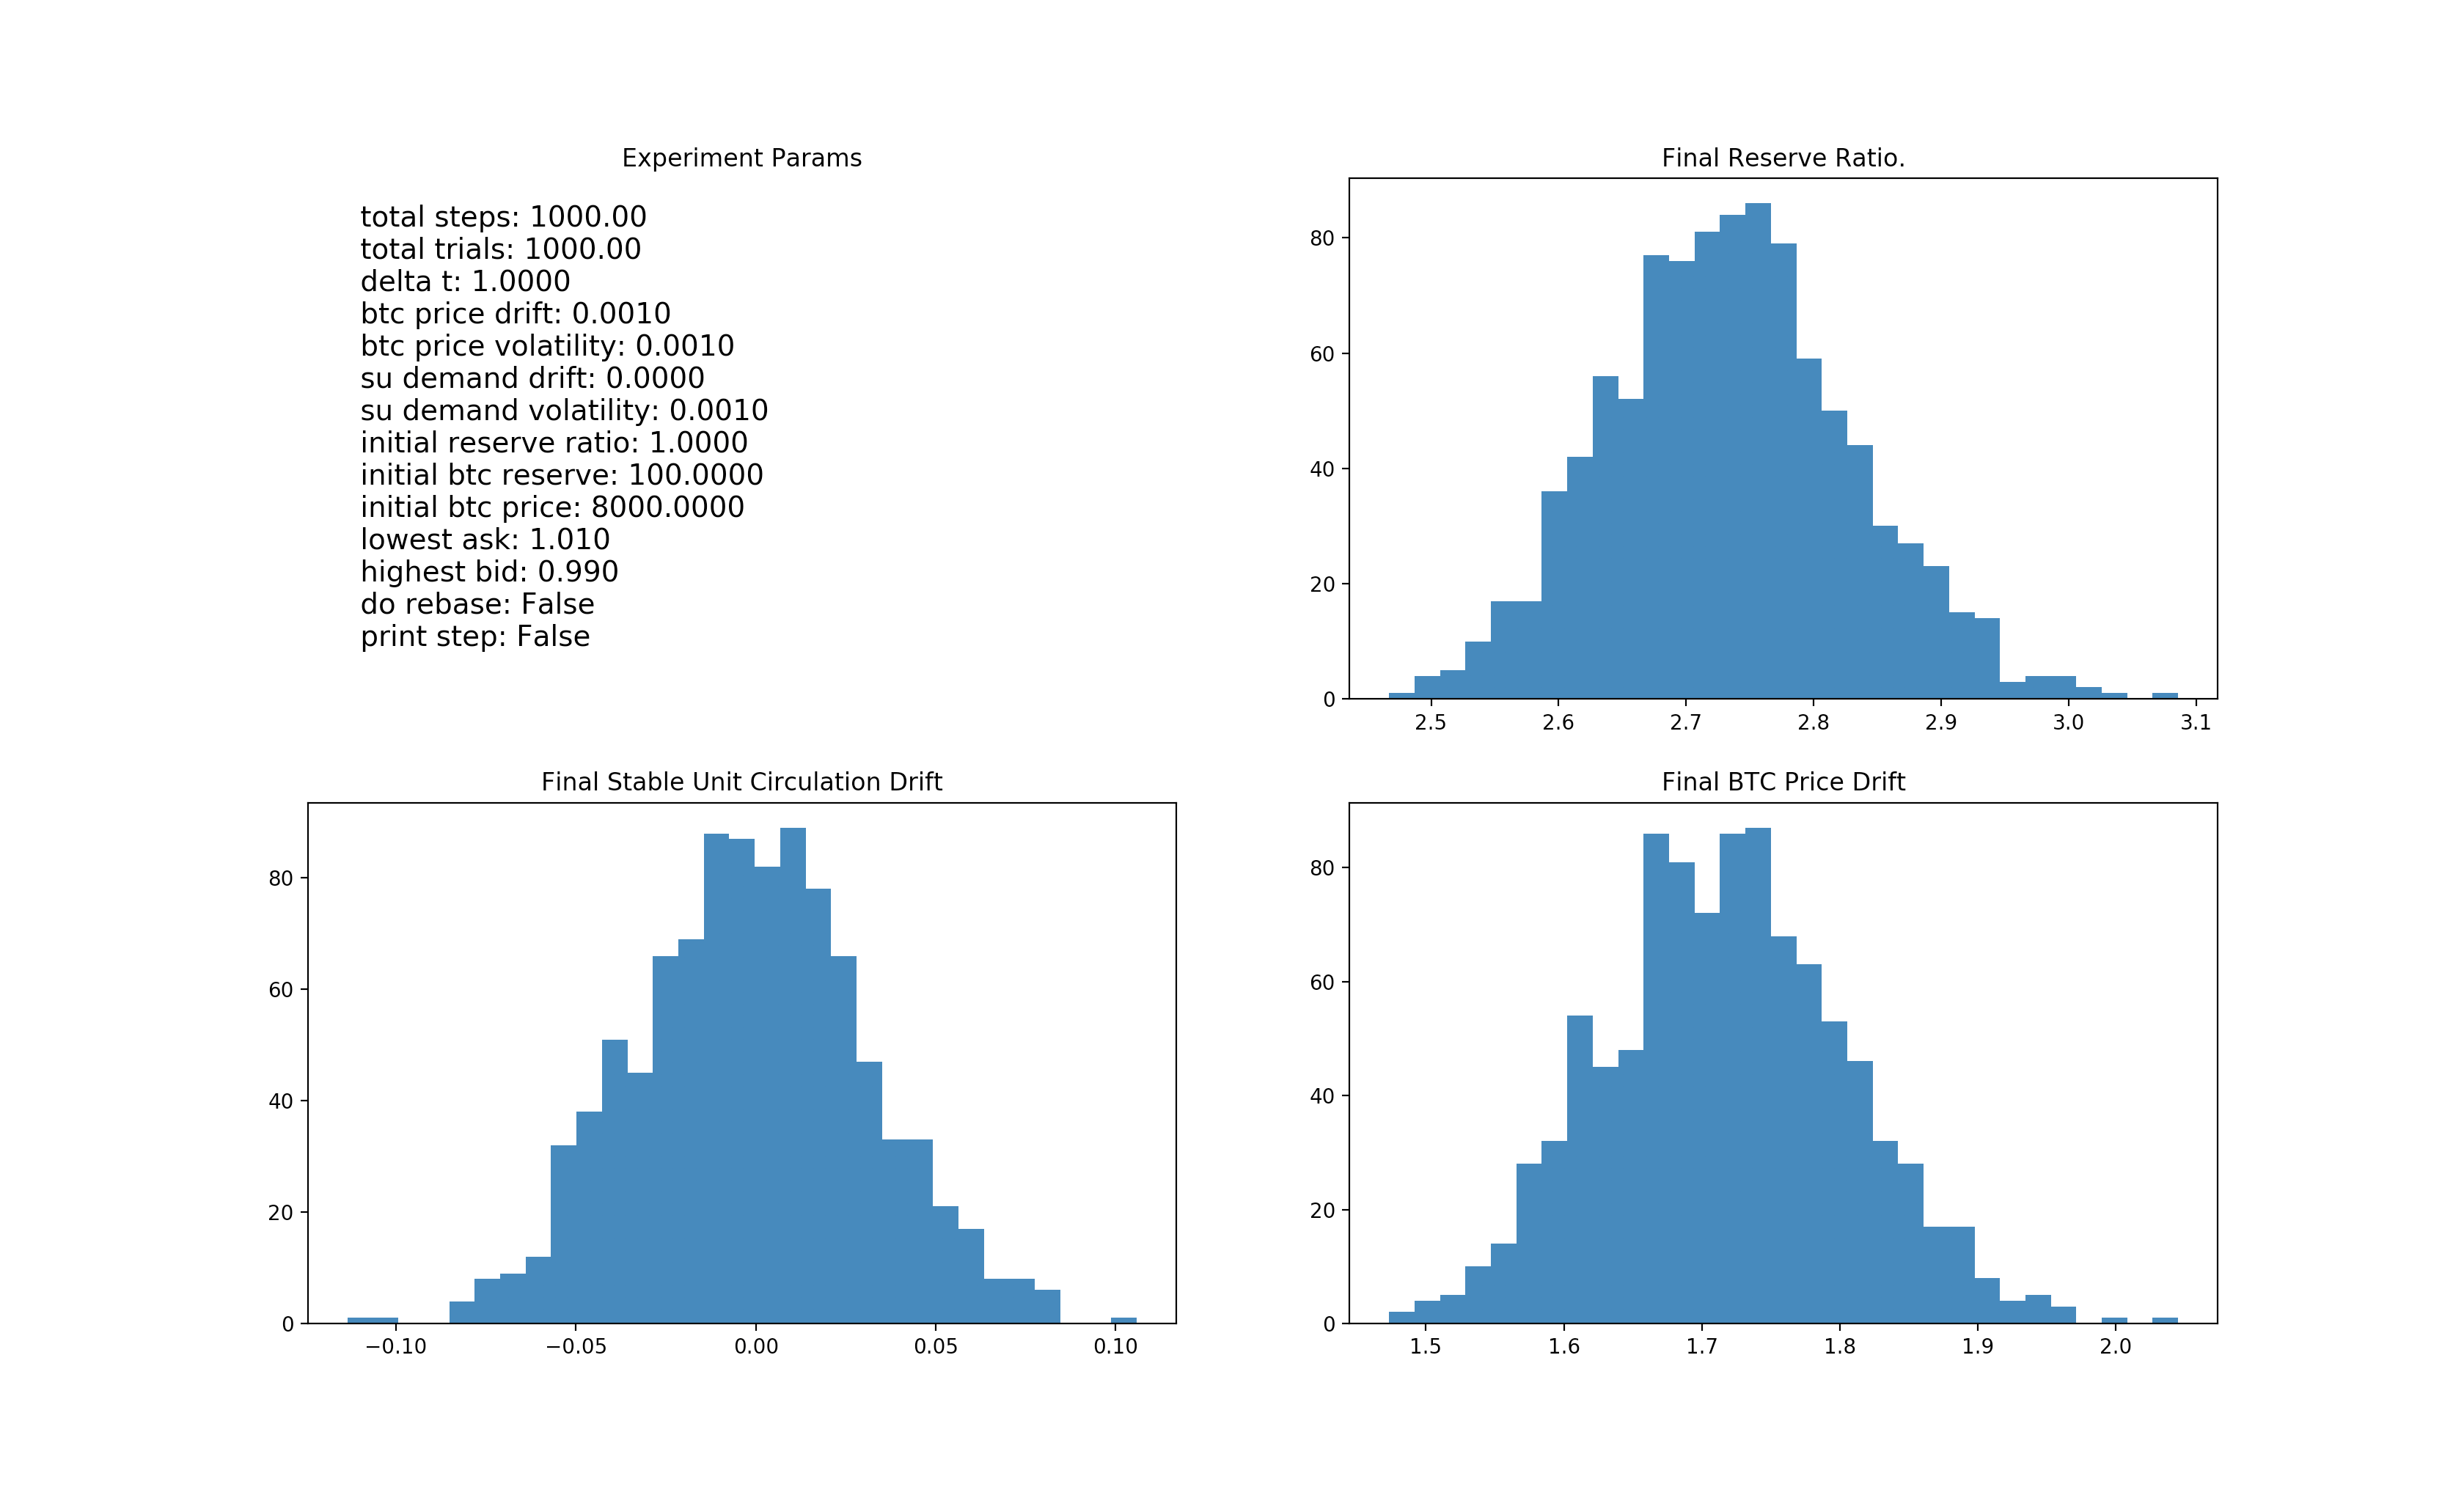 Experiment Params
total steps: 1000.00
total trials: 1000.00
delta t: 1.0000
btc price drift: 0.0010
btc price volatility: 0.0010
su demand drift: 0.0000
su demand volatility: 0.0010
initial reserve ratio: 1.0000
initial btc reserve: 100.0000
initial btc price: 8000.0000
lowest ask: 1.010
highest bid: 0.990
do rebase: False
print step: False
Final Reserve Ratio.
80
60
40
20
0
2.5 2.6 2.7 2.8 2.9 3.0 3.1
Final Stable Unit Circulation Drift
80
60
40
20
0
−0.10 −0.05 0.00 0.05 0.10
Final BTC Price Drift
80
60
40
20
0
1.5 1.6 1.7 1.8 1.9 2.0